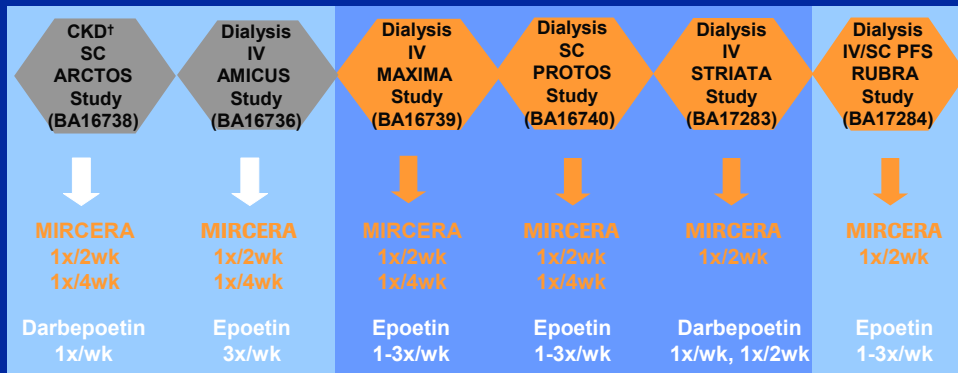 CKD†
SC
ARCTOS
Study
(BA16738)
Dialysis
IV
AMICUS
Study
(BA16736)
Dialysis
IV
MAXIMA
Study
(BA16739)
Dialysis
SC
PROTOS
Study
(BA16740)
Dialysis
IV
STRIATA
Study
(BA17283)
Dialysis
IV/SC PFS
RUBRA
Study
(BA17284)
MIRCERA
1x/2wk
1x/4wk
MIRCERA
1x/2wk
1x/4wk
MIRCERA
1x/2wk
1x/4wk
MIRCERA
1x/2wk
1x/4wk
MIRCERA
1x/2wk
MIRCERA
1x/2wk
Darbepoetin
1x/wk
Epoetin
3x/wk
Epoetin
1-3x/wk
Epoetin
1-3x/wk
Darbepoetin
1x/wk, 1x/2wk
Epoetin
1-3x/wk